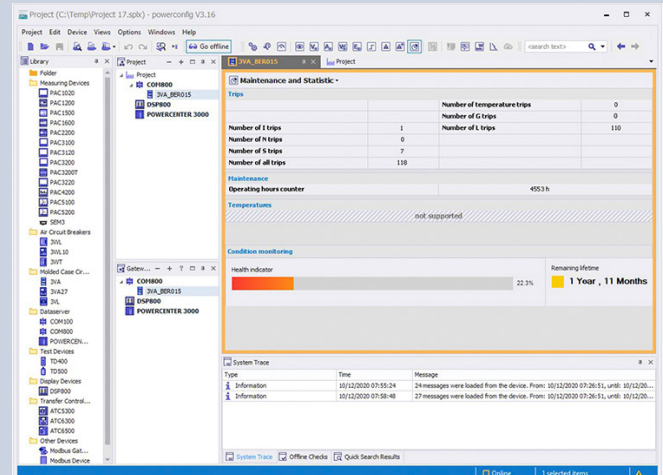 Project (C:\Temp\Project 17.splx) - powerconfig V3.16
Project Edit Device Views Options Windows Help
Go offline
<search text>
Library
Folder
Measuring Devices
PAC1020
PAC1200
PAC1500
PAC1600
PAC2200
PAC3100
PAC3120
PAC3200
PAC3200T
PAC3220
PAC4200
PAC5100
PAC5200
SEM3
Air Circuit Breakers
3WL
3WL10
3WT
Molded Case Cir...
3VA
3VA27
3VL
Dataserver
COM100
COM800
POWERCEN...
Test Devices
TD400
TD500
Display Devices
DSP800
Transfer Control...
ATC5300
ATC6300
ATC6500
Other Devices
Modbus Gat...
Modbus Device
Project
Project
COM800
3VA_BER015
DSP800
POWERCENTER 3000
Gatew...
COM800
3VA_BER015
DSP800
POWERCENTER 3000
3VA_BER015 Project
Maintenance and Statistic
Trips
Number of temperature trips 0
Number of G trips 0
Number of I trips 1 Number of L trips 110
Number of N trips 0
Number of S trips 7
Number of all trips 118
Maintenance
Operating hours counter 4553 h
Temperatures
not supported
Condition monitoring
Health indicator 22.3%
Remaining lifetime
1 Year , 11 Months
System Trace
Type Time Message
Information 10/12/2020 07:55:24 24 messages were loaded from the device. From: 10/12/2020 07:26:51, until: 10/12/20...
Information 10/12/2020 07:58:48 27 messages were loaded from the device. From: 10/12/2020 07:26:51, until: 10/12/20...
System Trace Offline Checks Quick Search Results
Online 1 selected items